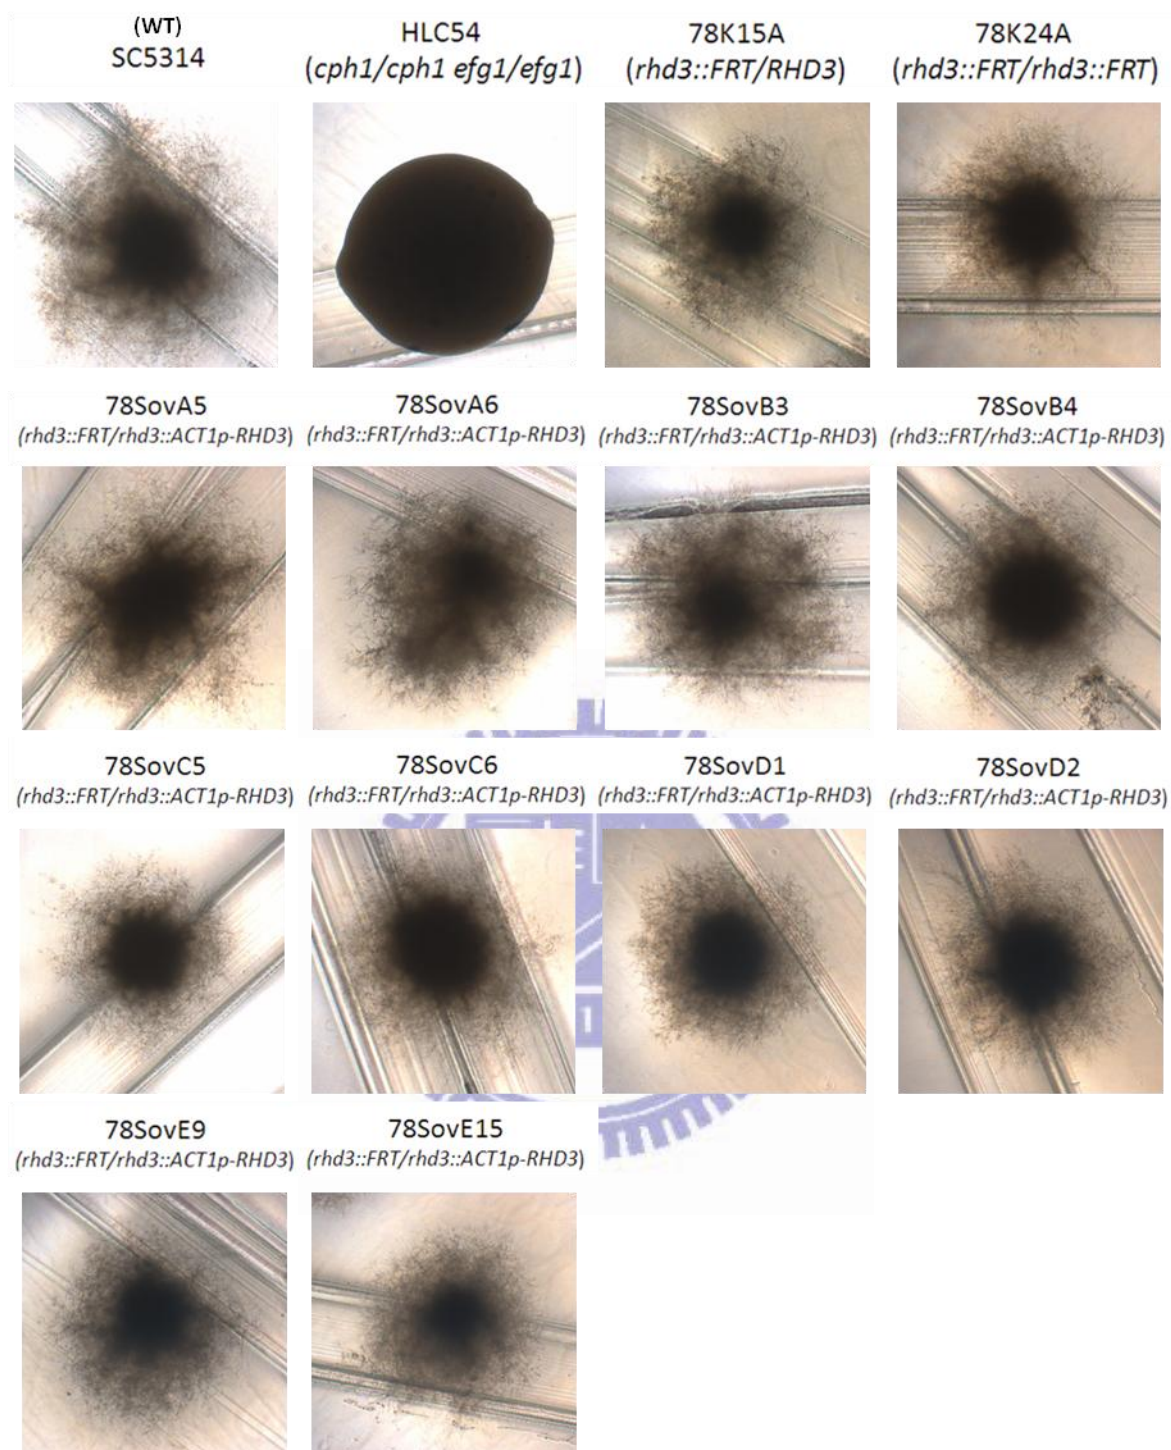 (WT)
SC5314
HLC54
(cph1/cph1 efg1/efg1)
78K15A
(rhd3::FRT/RHD3)
78K24A
(rhd3::FRT/rhd3::FRT)
78SovA5
(rhd3::FRT/rhd3::ACT1p-RHD3)
78SovA6
(rhd3::FRT/rhd3::ACT1p-RHD3)
78SovB3
(rhd3::FRT/rhd3::ACT1p-RHD3)
78SovB4
(rhd3::FRT/rhd3::ACT1p-RHD3)
78SovC5
(rhd3::FRT/rhd3::ACT1p-RHD3)
78SovC6
(rhd3::FRT/rhd3::ACT1p-RHD3)
78SovD1
(rhd3::FRT/rhd3::ACT1p-RHD3)
78SovD2
(rhd3::FRT/rhd3::ACT1p-RHD3)
78SovE9
(rhd3::FRT/rhd3::ACT1p-RHD3)
78SovE15
(rhd3::FRT/rhd3::ACT1p-RHD3)